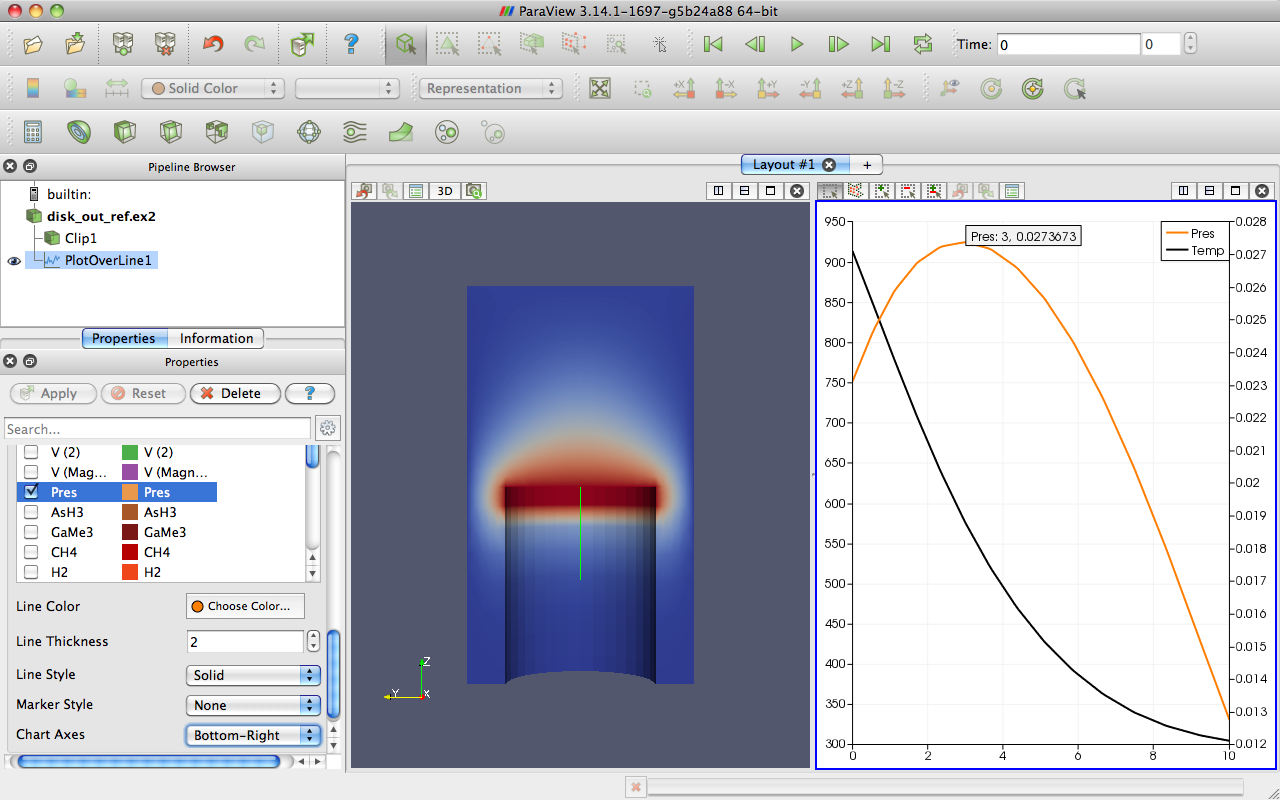 ParaView 3.14.1-1697-g5b24a88 64-bit
Time: 0 0
Solid Color Representation +X -X +Y -Y +Z -Z
Pipeline Browser
builtin:
disk_out_ref.ex2
Clip1
PlotOverLine1
Properties Information
Properties
Apply Reset Delete ?
Search...
V (2) V (2)
V (Mag... V (Magn...
Pres Pres
AsH3 AsH3
GaMe3 GaMe3
CH4 CH4
H2 H2
Line Color Choose Color...
Line Thickness 2
Line Style Solid
Marker Style None
Chart Axes Bottom-Right
Layout #1 +
3D
Z
Y X
Pres: 3, 0.0273673
Pres
Temp
950
900
850
800
750
700
650
600
550
500
450
400
350
300
0 2 4 6 8 10
0.028
0.027
0.026
0.025
0.024
0.023
0.022
0.021
0.02
0.019
0.018
0.017
0.016
0.015
0.014
0.013
0.012